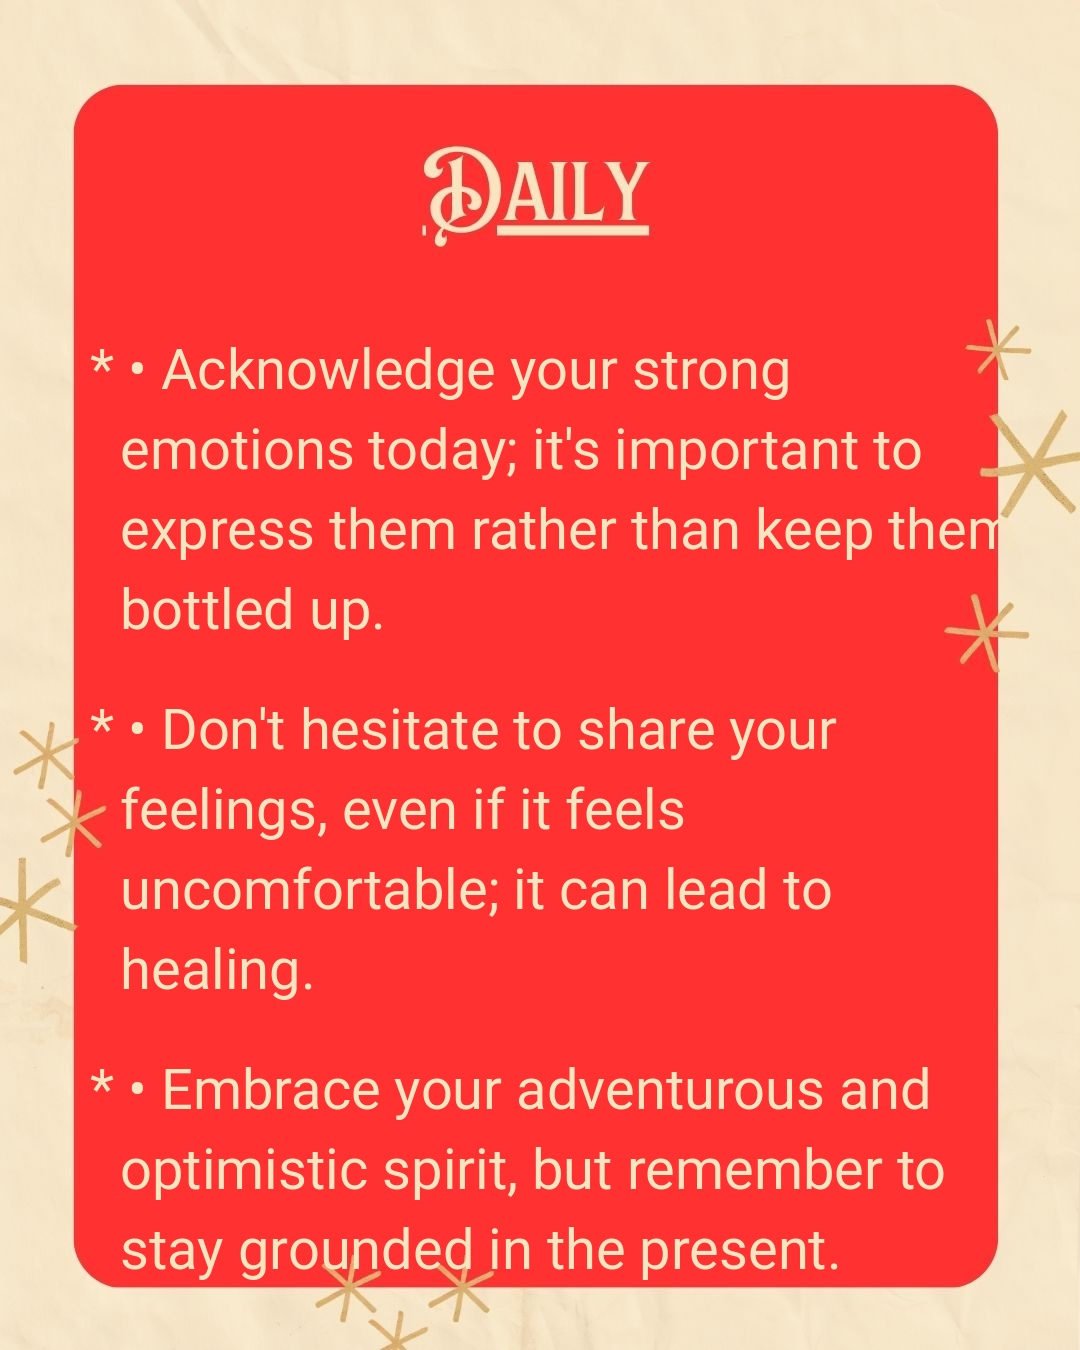 Daily
* • Acknowledge your strong
emotions today; it's important to
express them rather than keep them
bottled up.
* • Don't hesitate to share your
feelings, even if it feels
uncomfortable; it can lead to
healing.
* • Embrace your adventurous and
optimistic spirit, but remember to
stay grounded in the present.